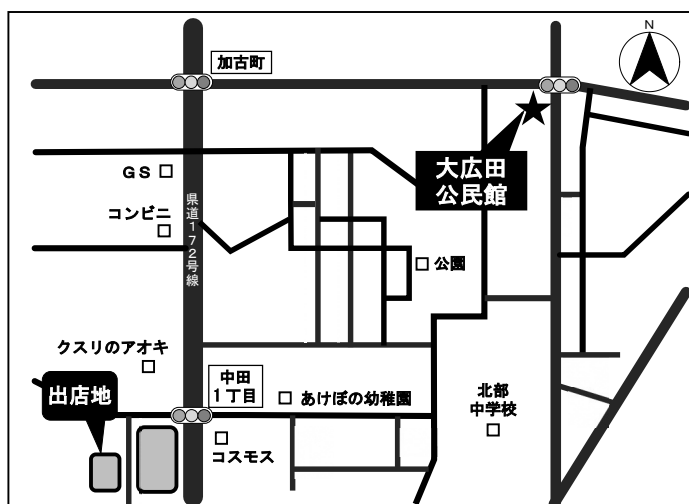 N
加古町
大広田
公民館
GS
コンビニ
県道172号線
公園
クスリのアオキ
出店地
中田
1丁目
あけぼの幼稚園
北部
中学校
コスモス